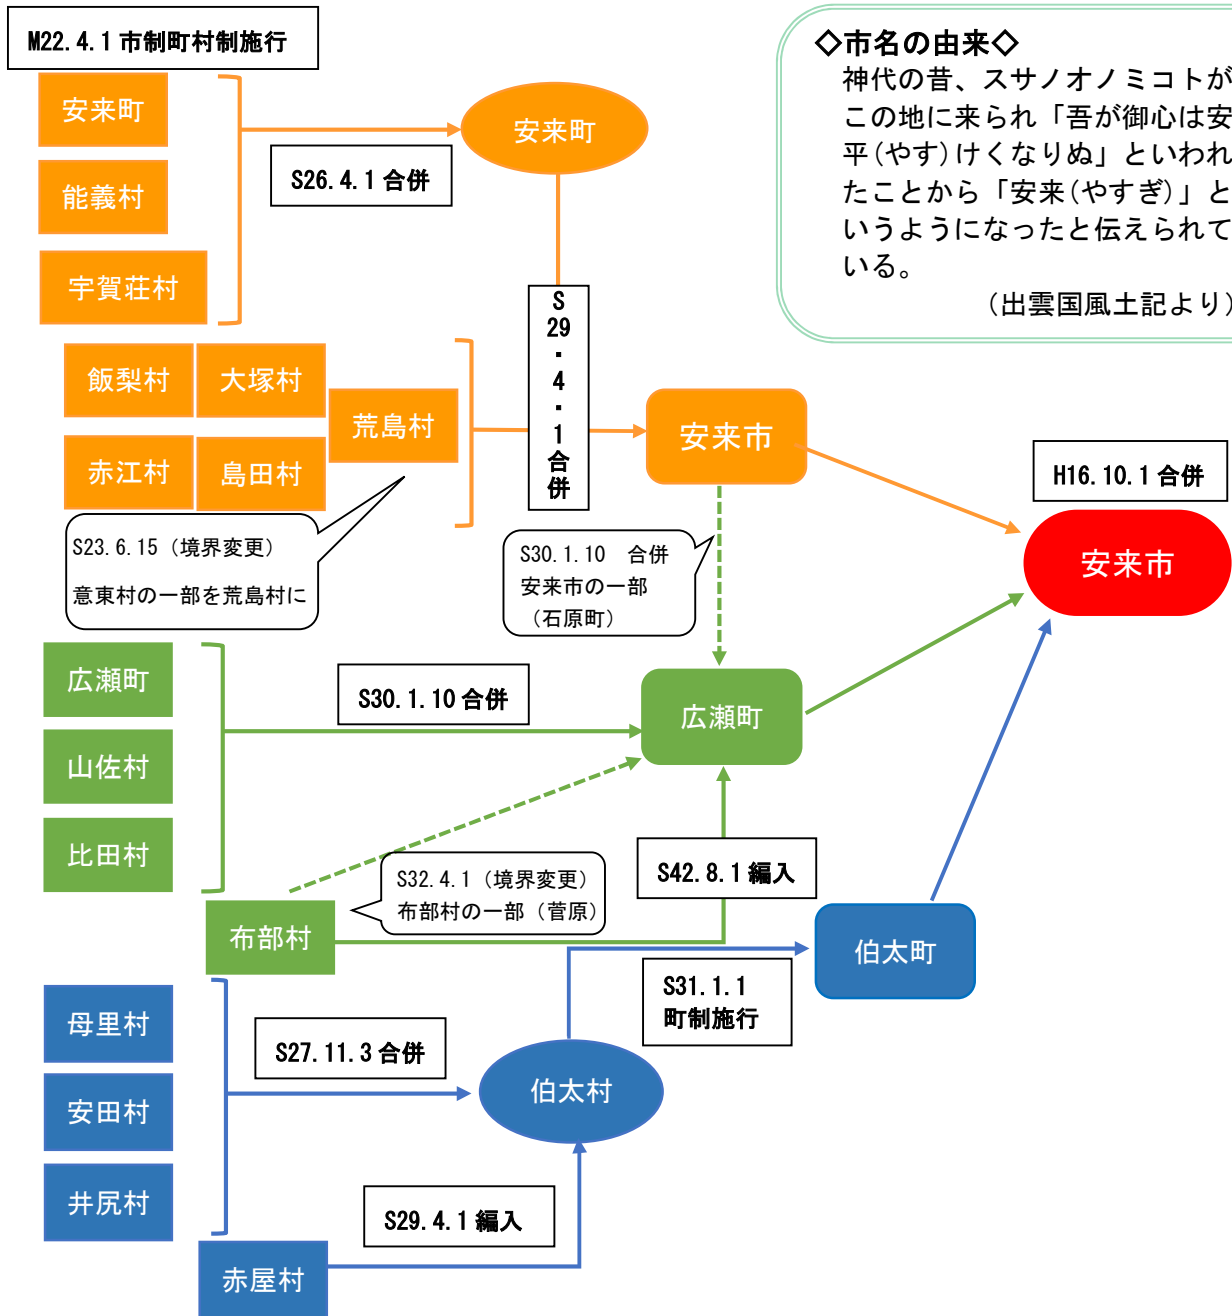 M22.4.1 市制町村制施行
◇市名の由来◇
神代の昔、スサノオノミコトが
この地に来られ「吾が御心は安
平(やす)けくなりぬ」といわれ
たことから「安来(やすぎ)」と
いうようになったと伝えられて
いる。
（出雲国風土記より）
安来町
能義村
宇賀荘村
S26.4.1 合併
安来町
飯梨村
大塚村
赤江村
島田村
荒島村
S
29
・
4
・
1
合
併
安来市
S23.6.15（境界変更）
意東村の一部を荒島村に
S30.1.10 合併
安来市の一部
（石原町）
H16.10.1 合併
安来市
広瀬町
山佐村
比田村
S30.1.10 合併
広瀬町
布部村
S32.4.1（境界変更）
布部村の一部（菅原）
S42.8.1 編入
母里村
安田村
井尻村
S27.11.3 合併
伯太村
S31.1.1
町制施行
伯太町
赤屋村
S29.4.1 編入